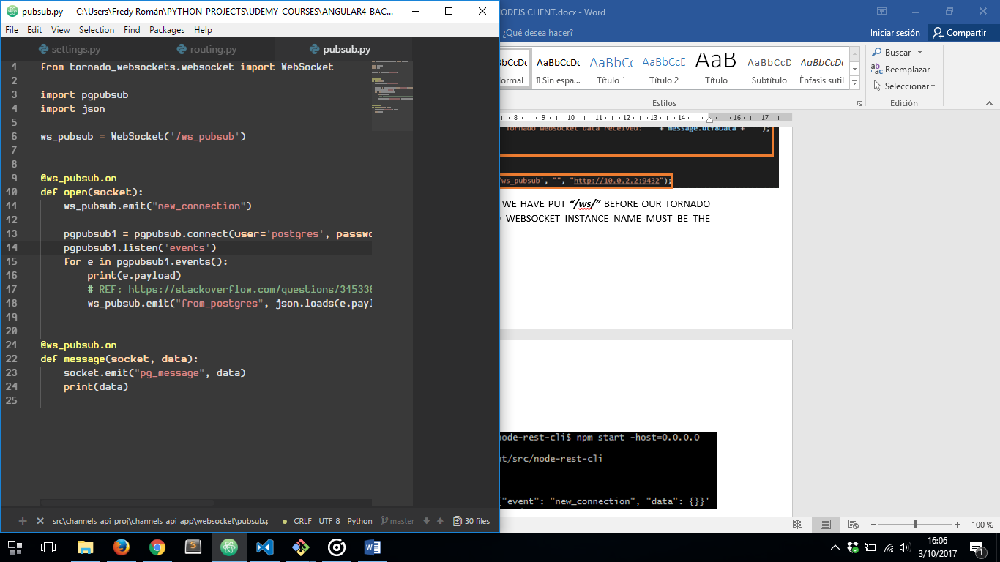 pubsub.py — C:\Users\Fredy Román\PYTHON-PROJECTS\UDEMY-COURSES\ANGULAR4-BAC...
File Edit View Selection Find Packages Help
settings.py routing.py pubsub.py
1 from tornado_websockets.websocket import WebSocket
2
3 import pgpubsub
4 import json
5
6 ws_pubsub = WebSocket('/ws_pubsub')
7
8
9 @ws_pubsub.on
10 def open(socket):
11 ws_pubsub.emit("new_connection")
12
13 pgpubsub1 = pgpubsub.connect(user='postgres', passwo
14 pgpubsub1.listen('events')
15 for e in pgpubsub1.events():
16 print(e.payload)
17 # REF: https://stackoverflow.com/questions/315336
18 ws_pubsub.emit("from_postgres", json.loads(e.payl
19
20
21 @ws_pubsub.on
22 def message(socket, data):
23 socket.emit("pg_message", data)
24 print(data)
25
src\channels_api_proj\channels_api_app\websocket\pubsub.p CRLF UTF-8 Python master 30 files
ODEJS CLIENT.docx - Word
¿Qué desea hacer? Iniciar sesión Compartir
bCcDc AaBbCcDc AaBbCc AaBbCcD AaB AaBbCcD AaBbCcD
ormal ¶ Sin espa... Título 1 Título 2 Título Subtítulo Énfasis sutil
Estilos
Buscar
Reemplazar
Seleccionar
Edición
8 9 10 11 12 13 14 16 17
Tornado Websocket data received: + message.utf8Data + );
/ws_pubsub', "", "http://10.0.2.2:9432");
WE HAVE PUT “/ws/” BEFORE OUR TORNADO
WEBSOCKET INSTANCE NAME MUST BE THE
node-rest-cli$ npm start -host=0.0.0.0
nt/src/node-rest-cli
{"event": "new_connection", "data": {}}'
100 %
16:06
3/10/2017
1